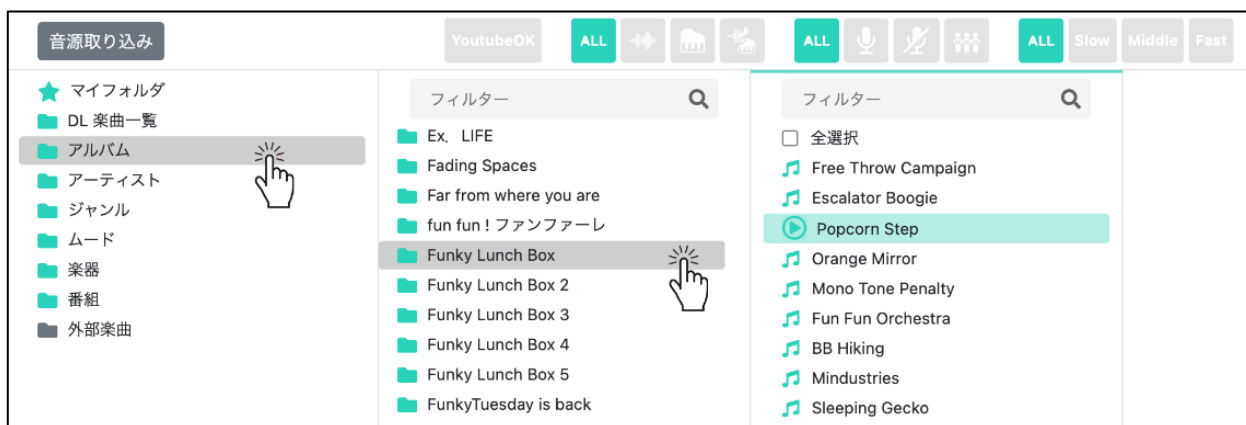 音源取り込み
YoutubeOK
ALL
ALL
ALL Slow Middle Fast
マイフォルダ
DL 楽曲一覧
アルバム
アーティスト
ジャンル
ムード
楽器
番組
外部楽曲
フィルター
Ex．LIFE
Fading Spaces
Far from where you are
fun fun ! ファンファーレ
Funky Lunch Box
Funky Lunch Box 2
Funky Lunch Box 3
Funky Lunch Box 4
Funky Lunch Box 5
FunkyTuesday is back
フィルター
全選択
Free Throw Campaign
Escalator Boogie
Popcorn Step
Orange Mirror
Mono Tone Penalty
Fun Fun Orchestra
BB Hiking
Mindustries
Sleeping Gecko